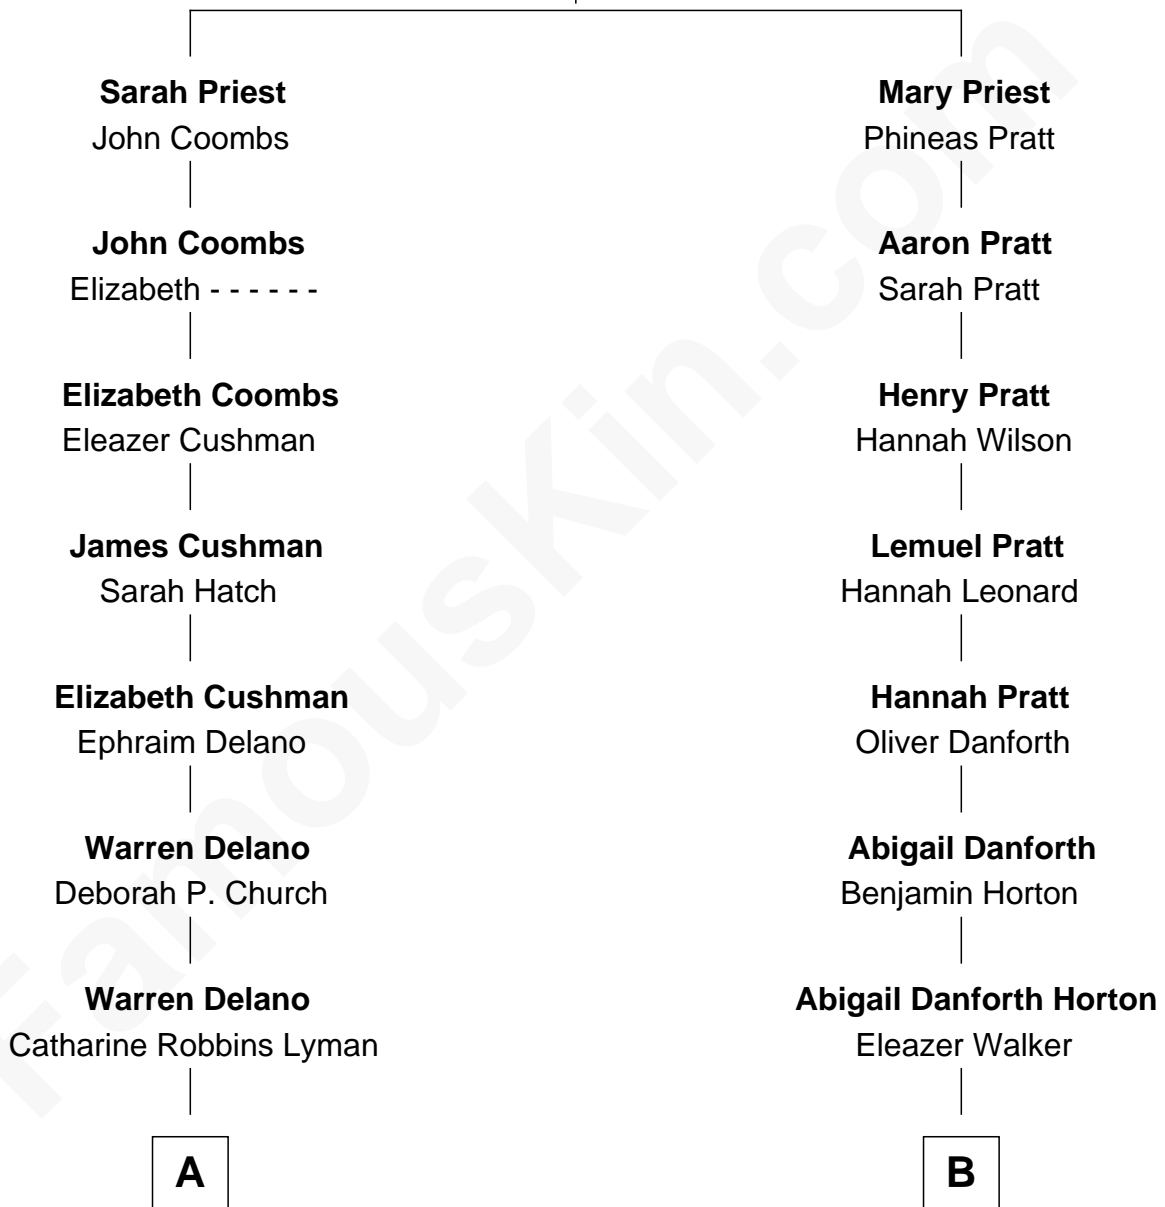 Sarah Priest
John Coombs
Mary Priest
Phineas Pratt
John Coombs
Elizabeth - - - - - -
Aaron Pratt
Sarah Pratt
Elizabeth Coombs
Eleazer Cushman
Henry Pratt
Hannah Wilson
James Cushman
Sarah Hatch
Lemuel Pratt
Hannah Leonard
Elizabeth Cushman
Ephraim Delano
Hannah Pratt
Oliver Danforth
Warren Delano
Deborah P. Church
Abigail Danforth
Benjamin Horton
Warren Delano
Catharine Robbins Lyman
Abigail Danforth Horton
Eleazer Walker
A
B
FamousKin.com